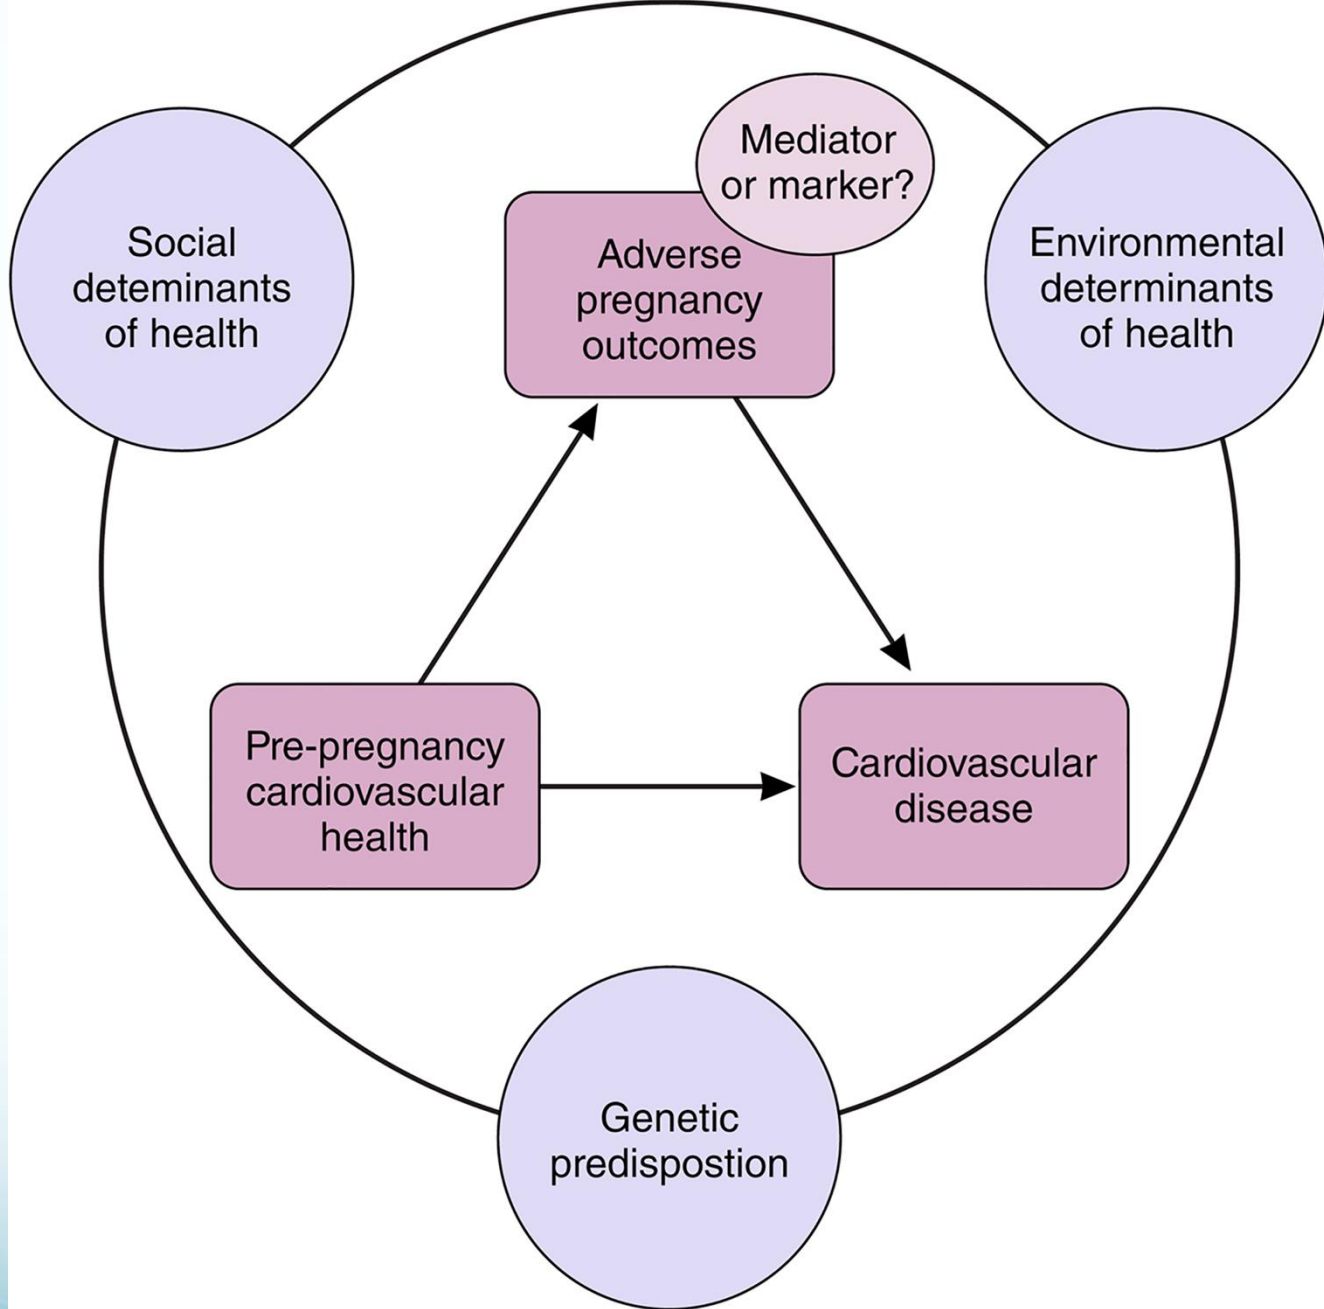 Mediator
or marker?
Social
deteminants
of health
Adverse
pregnancy
outcomes
Environmental
determinants
of health
Pre-pregnancy
cardiovascular
health
Cardiovascular
disease
Genetic
predispostion